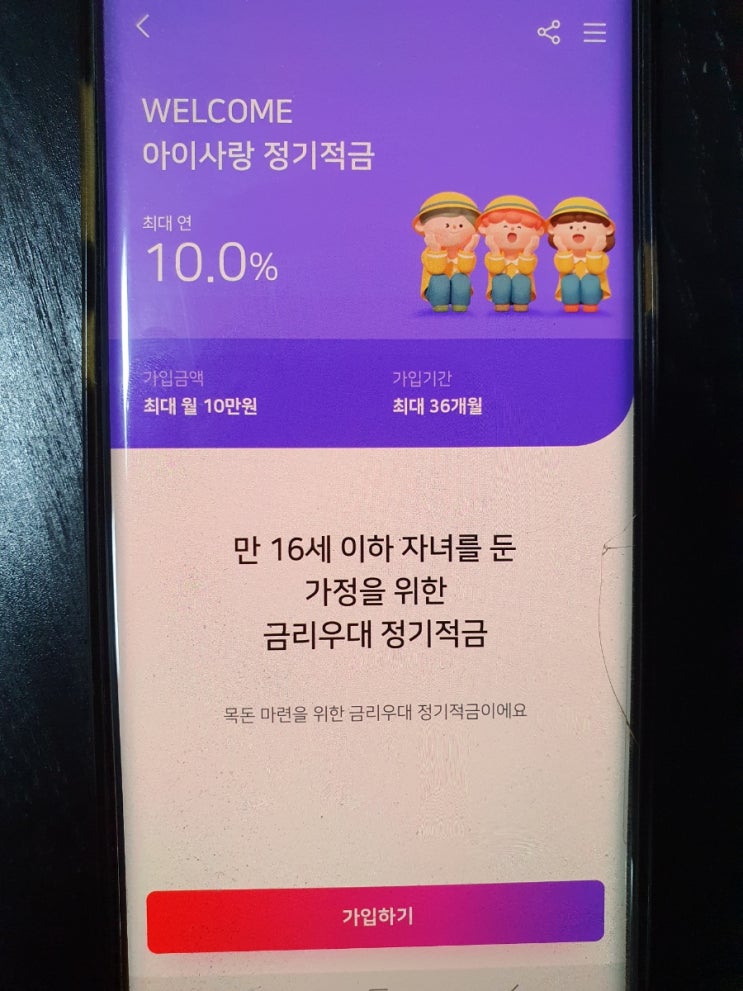 WELCOME
아이사랑 정기적금
최대 연
10.0%
가입금액
가입기간
최대 월 10만원
최대 36개월
만 16세 이하 자녀를 둔
가정을 위한
금리우대 정기적금
목돈 마련을 위한 금리우대 정기적금이에요
가입하기